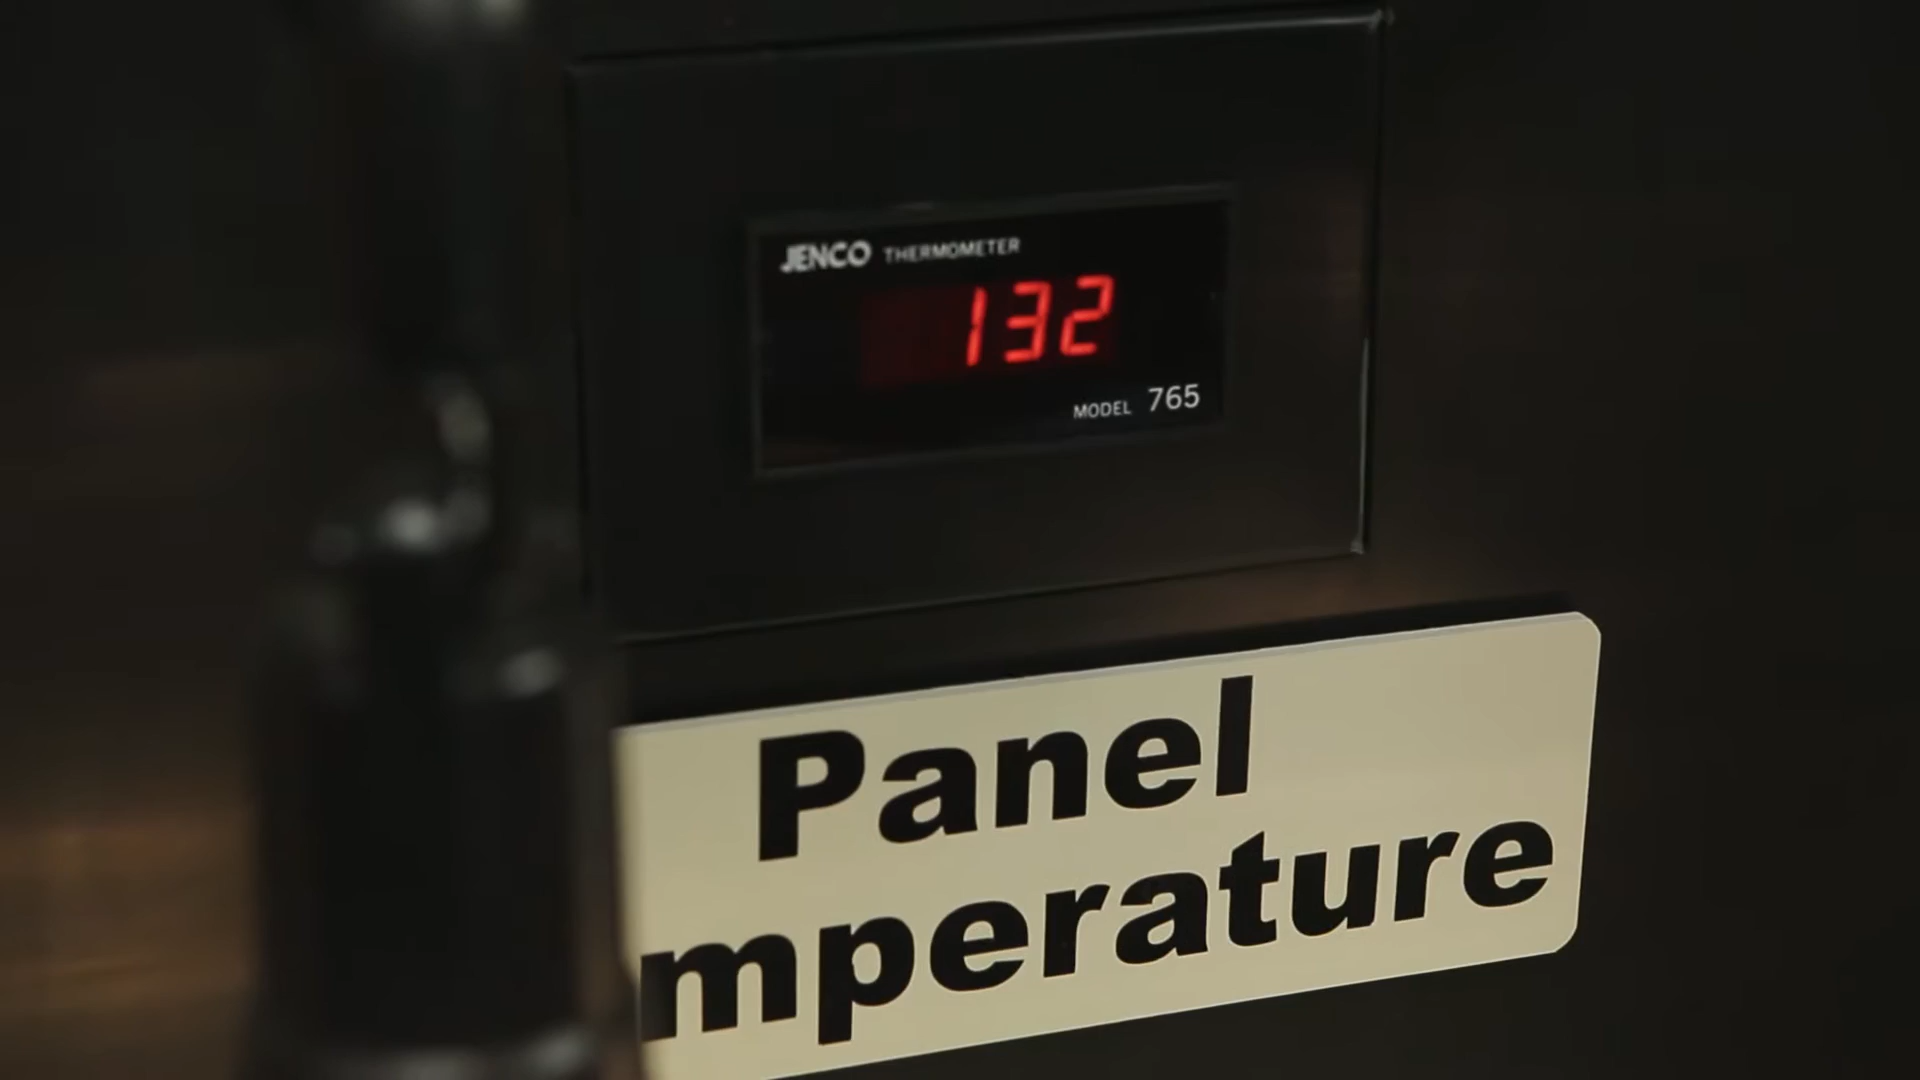 JENCO THERMOMETER
132
MODEL 765
Panel
mperature